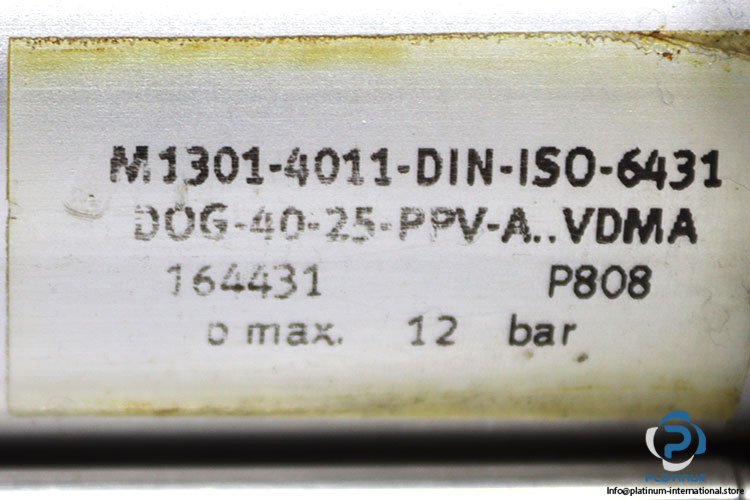 M1301-4011-DIN-ISO-6431
DOG-40-25-PPV-A..VDMA
164431 P808
p max. 12 bar
PLATINUM
Info@platinum-international.store